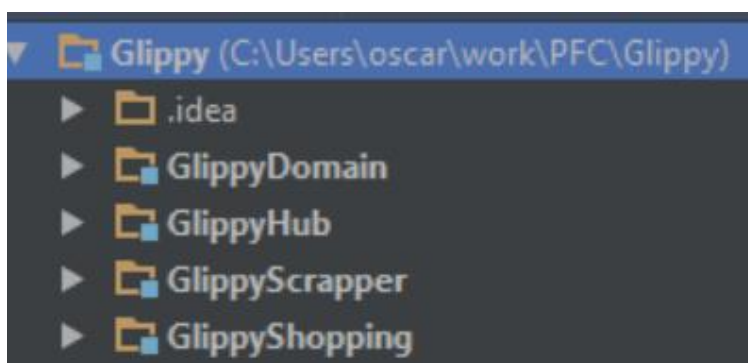 Glippy (C:\Users\oscar\work\PFC\Glippy)
.idea
GlippyDomain
GlippyHub
GlippyScrapper
GlippyShopping